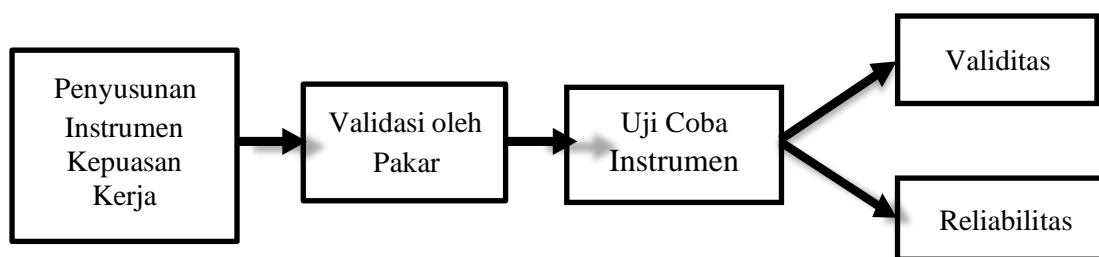 Penyusunan
Instrumen
Kepuasan
Kerja
Validasi oleh
Pakar
Uji Coba
Instrumen
Validitas
Reliabilitas